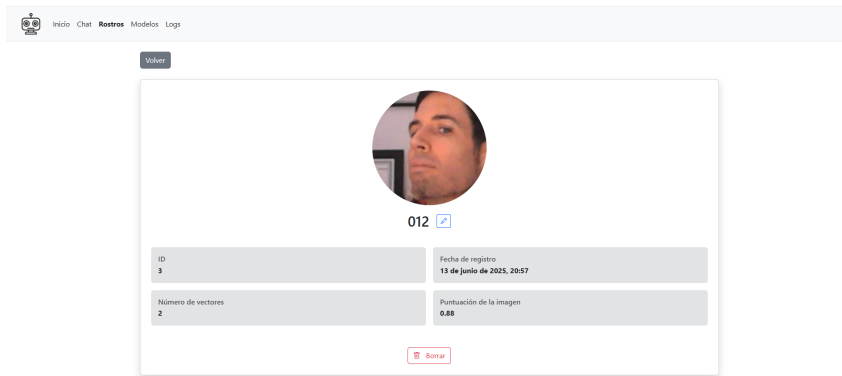 Inicio Chat Rostros Modelos Logs
Volver
012
ID
3
Fecha de registro
13 de junio de 2025, 20:57
Número de vectores
2
Puntuación de la imagen
0.88
Borrar